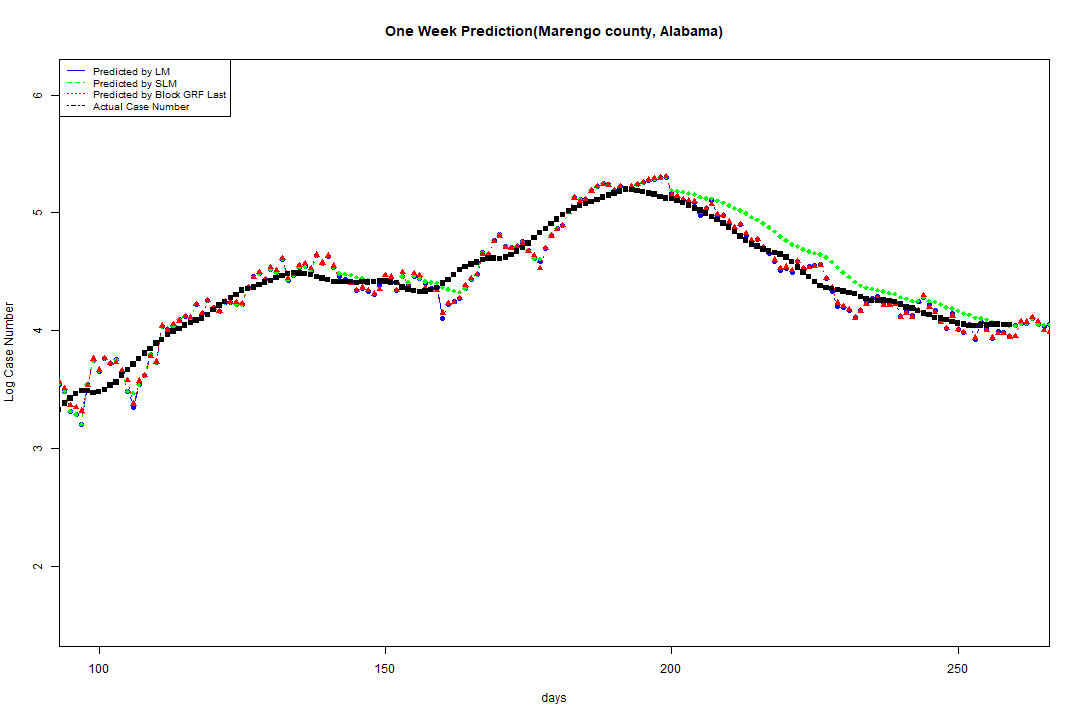 One Week Prediction(Marengo county, Alabama)
Predicted by LM
Predicted by SLM
Predicted by Block GRF Last
Actual Case Number
6
5
4
3
2
Log Case Number
100 150 200 250
days